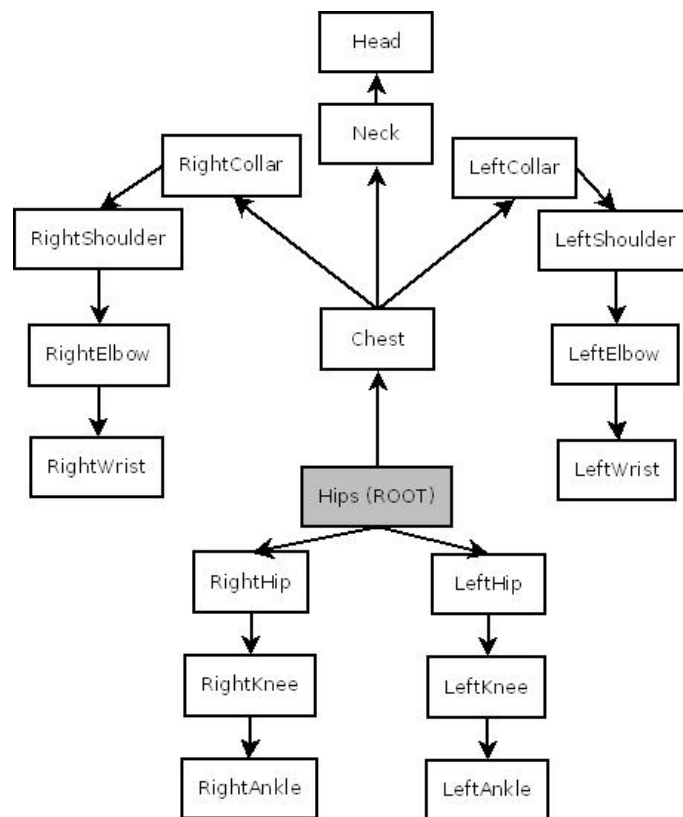 Head
Neck
RightCollar
LeftCollar
RightShoulder
LeftShoulder
Chest
RightElbow
LeftElbow
RightWrist
LeftWrist
Hips (ROOT)
RightHip
LeftHip
RightKnee
LeftKnee
RightAnkle
LeftAnkle